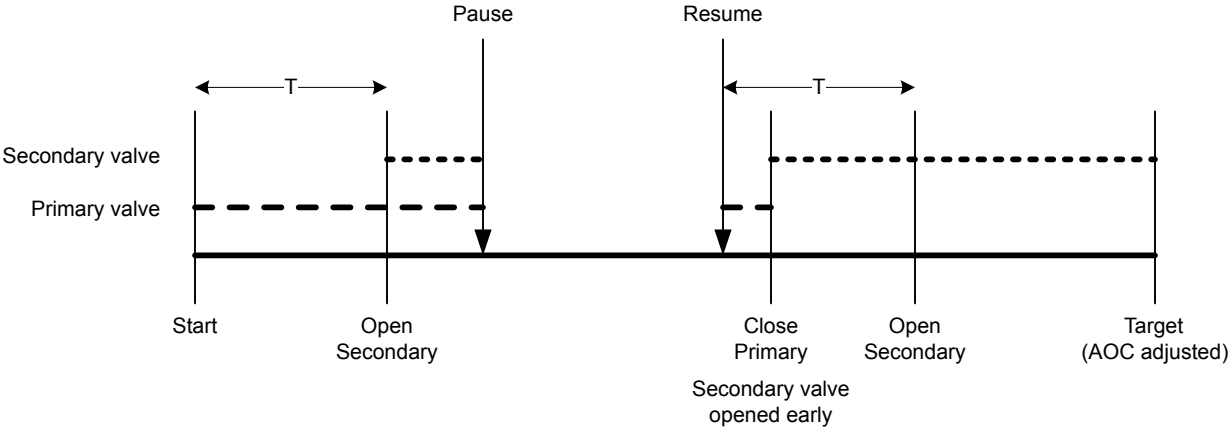 Pause
Resume
T
T
Secondary valve
Primary valve
Start
Open
Secondary
Close
Primary
Open
Secondary
Target
(AOC adjusted)
Secondary valve
opened early